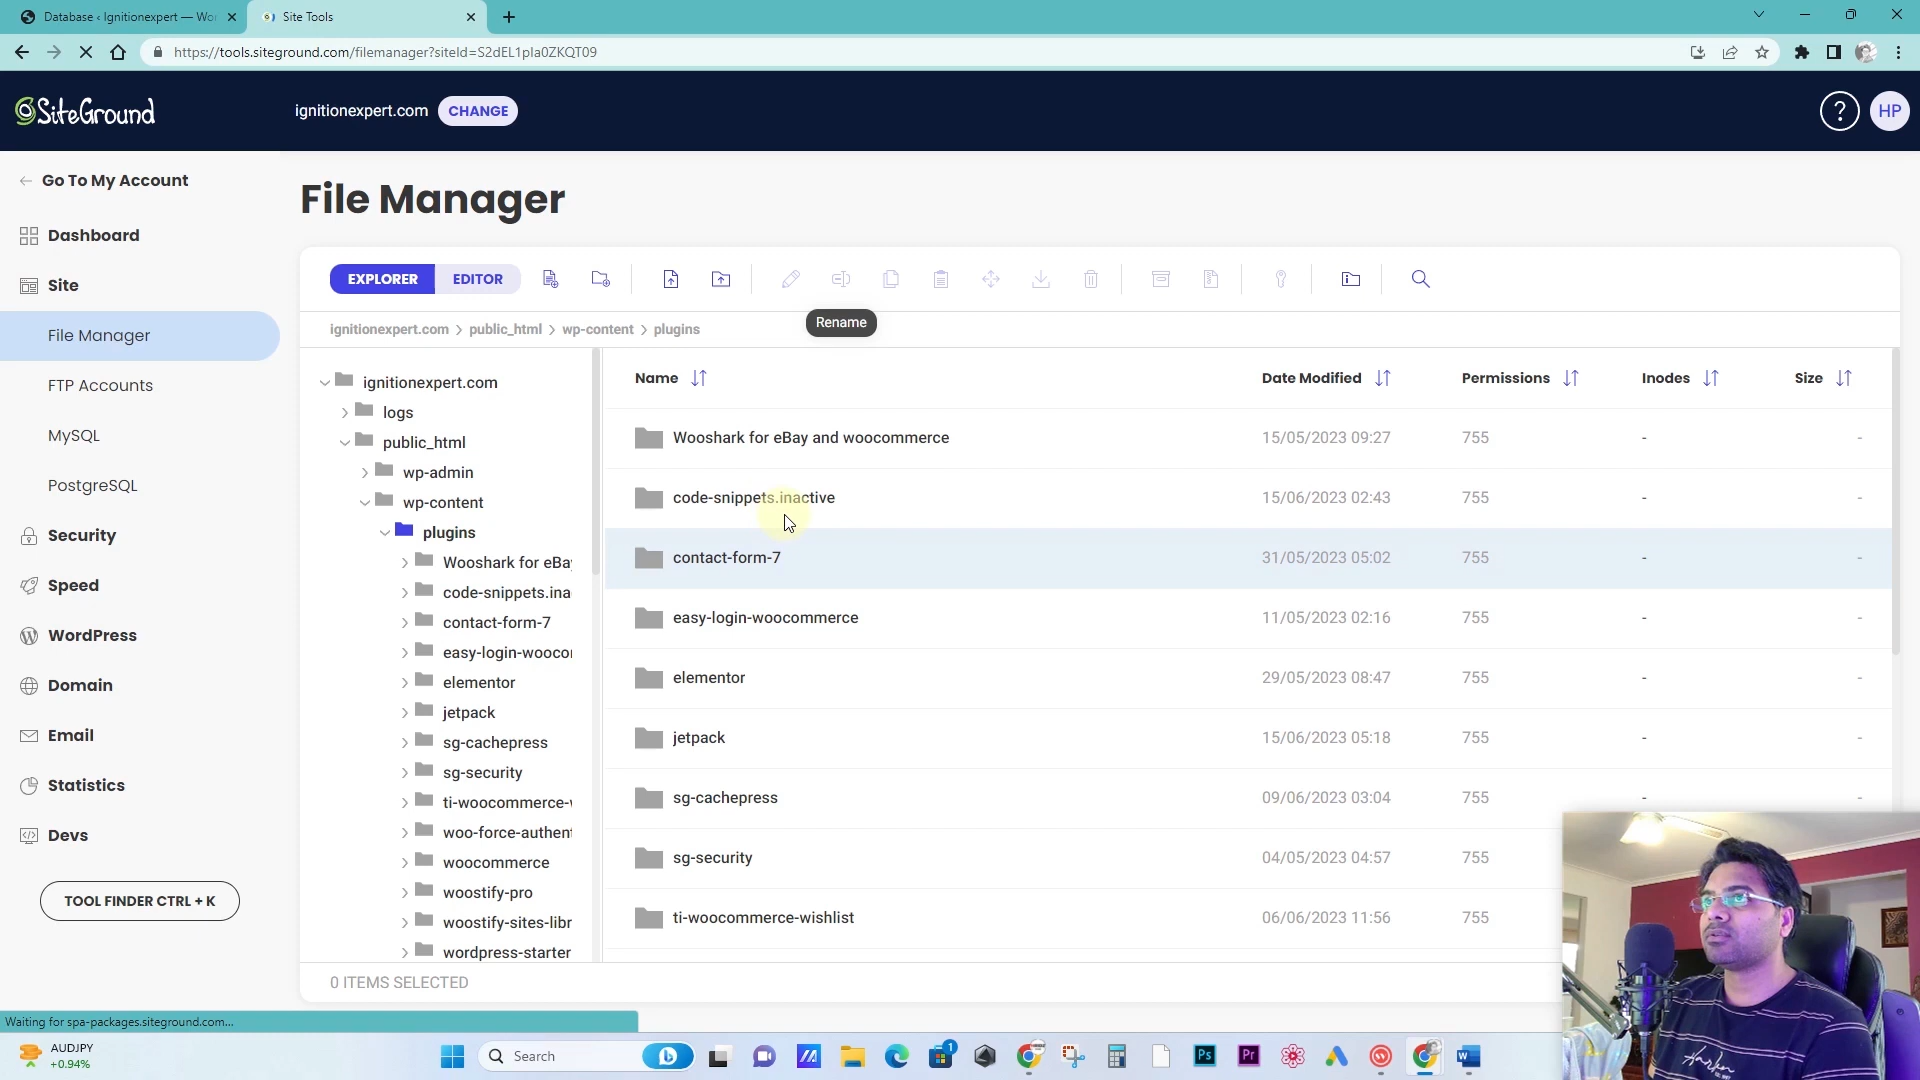 Database ‹ Ignitionexpert — Wor
Site Tools
https://tools.siteground.com/filemanager?siteId=S2dEL1pla0ZKQT09
SiteGround
ignitionexpert.com
CHANGE
?
HP
Go To My Account
Dashboard
Site
File Manager
FTP Accounts
MySQL
PostgreSQL
Security
Speed
WordPress
Domain
Email
Statistics
Devs
TOOL FINDER CTRL + K
File Manager
EXPLORER
EDITOR
Rename
ignitionexpert.com > public_html > wp-content > plugins
ignitionexpert.com
logs
public_html
wp-admin
wp-content
plugins
Wooshark for eBay
code-snippets.ina
contact-form-7
easy-login-wooco
elementor
jetpack
sg-cachepress
sg-security
ti-woocommerce-w
woo-force-authent
woocommerce
woostify-pro
woostify-sites-libr
wordpress-starter
Name Date Modified Permissions Inodes Size
Wooshark for eBay and woocommerce 15/05/2023 09:27 755 - -
code-snippets.inactive 15/06/2023 02:43 755 - -
contact-form-7 31/05/2023 05:02 755 - -
easy-login-woocommerce 11/05/2023 02:16 755 - -
elementor 29/05/2023 08:47 755 - -
jetpack 15/06/2023 05:18 755 - -
sg-cachepress 09/06/2023 03:04 755 - -
sg-security 04/05/2023 04:57 755
ti-woocommerce-wishlist 06/06/2023 11:56 755
0 ITEMS SELECTED
Waiting for spa-packages.siteground.com...
AUDJPY
+0.94%
Search
1
Ps
Pr
W